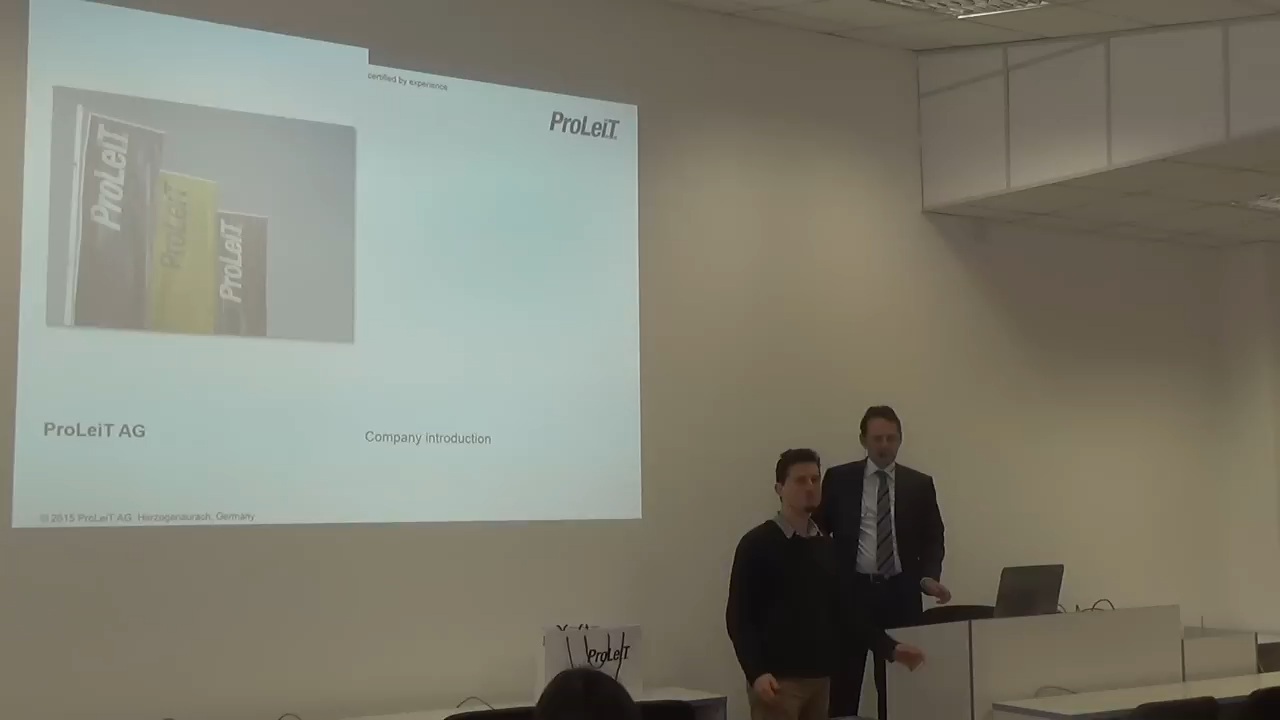 certified by experience
ProLeiT
ProLeiT
ProLeiT
ProLeiT
ProLeiT AG
Company introduction
© 2015 ProLeiT AG, Herzogenaurach, Germany
ProLeiT